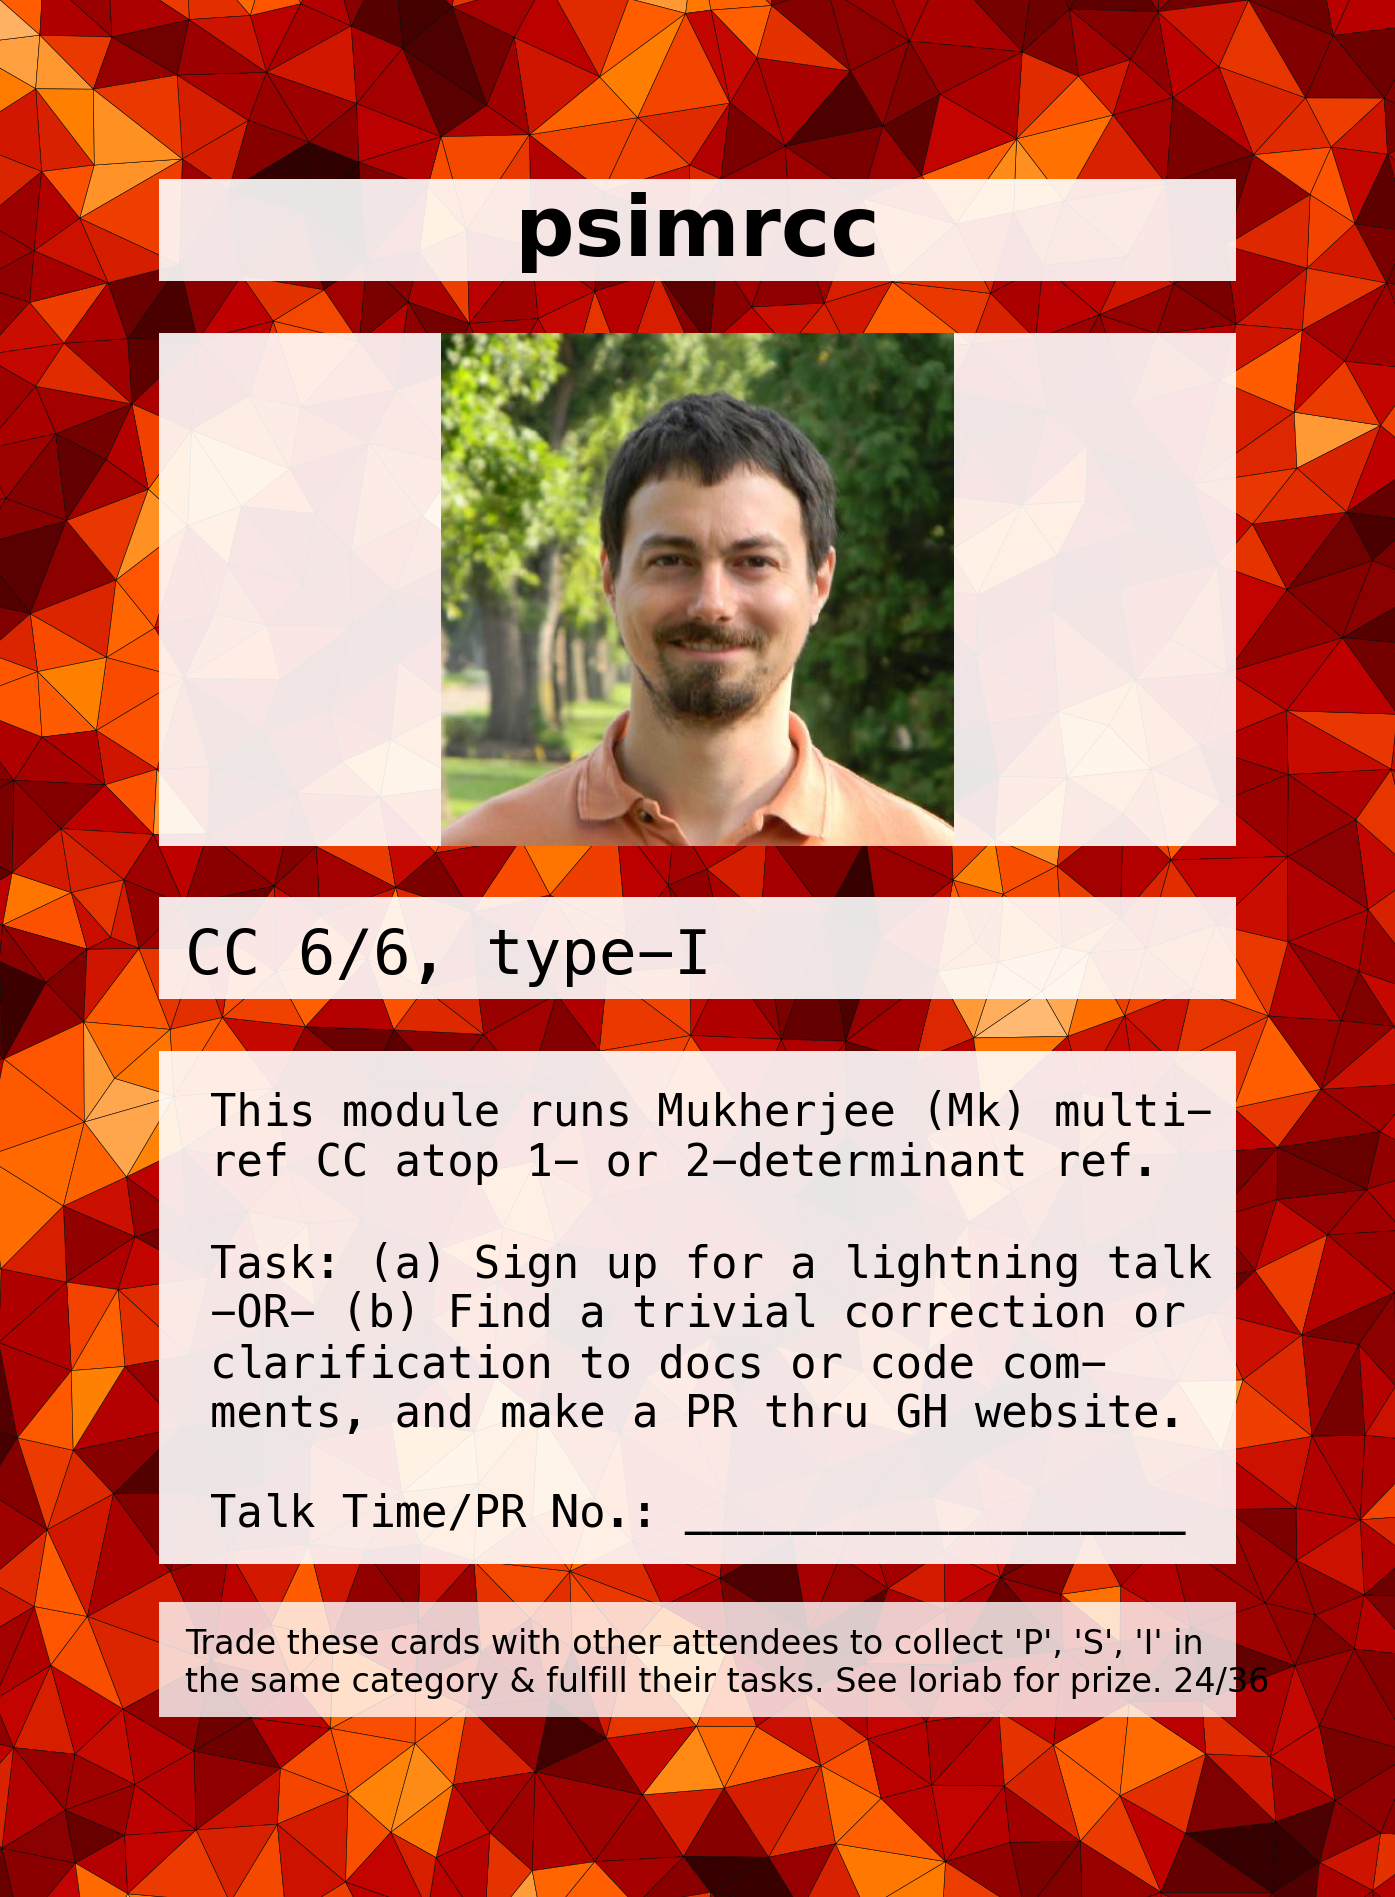 psimrcc
CC 6/6, type−I
This module runs Mukherjee (Mk) multi−
ref CC atop 1− or 2−determinant ref.
Task: (a) Sign up for a lightning talk
−OR− (b) Find a trivial correction or
clarification to docs or code com−
ments, and make a PR thru GH website.
Talk Time/PR No.: ___________________
Trade these cards with other attendees to collect 'P', 'S', 'I' in
the same category & fulfill their tasks. See loriab for prize. 24/36